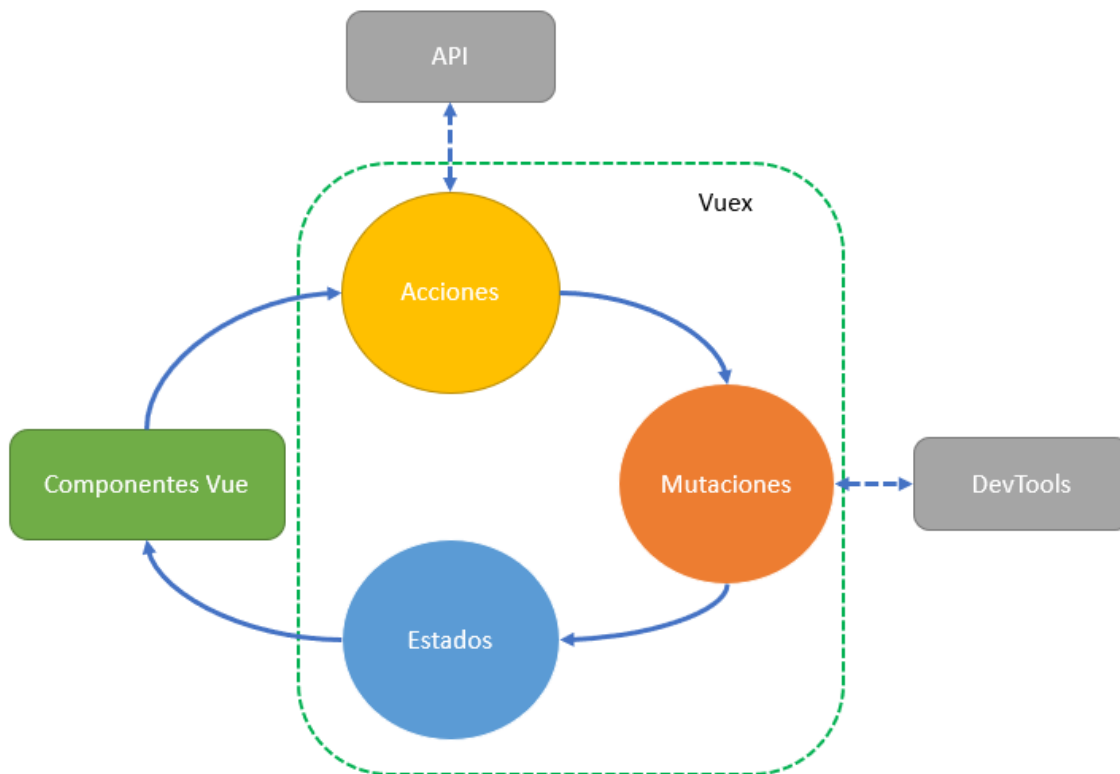 API
Vuex
Acciones
Componentes Vue
Mutaciones
DevTools
Estados